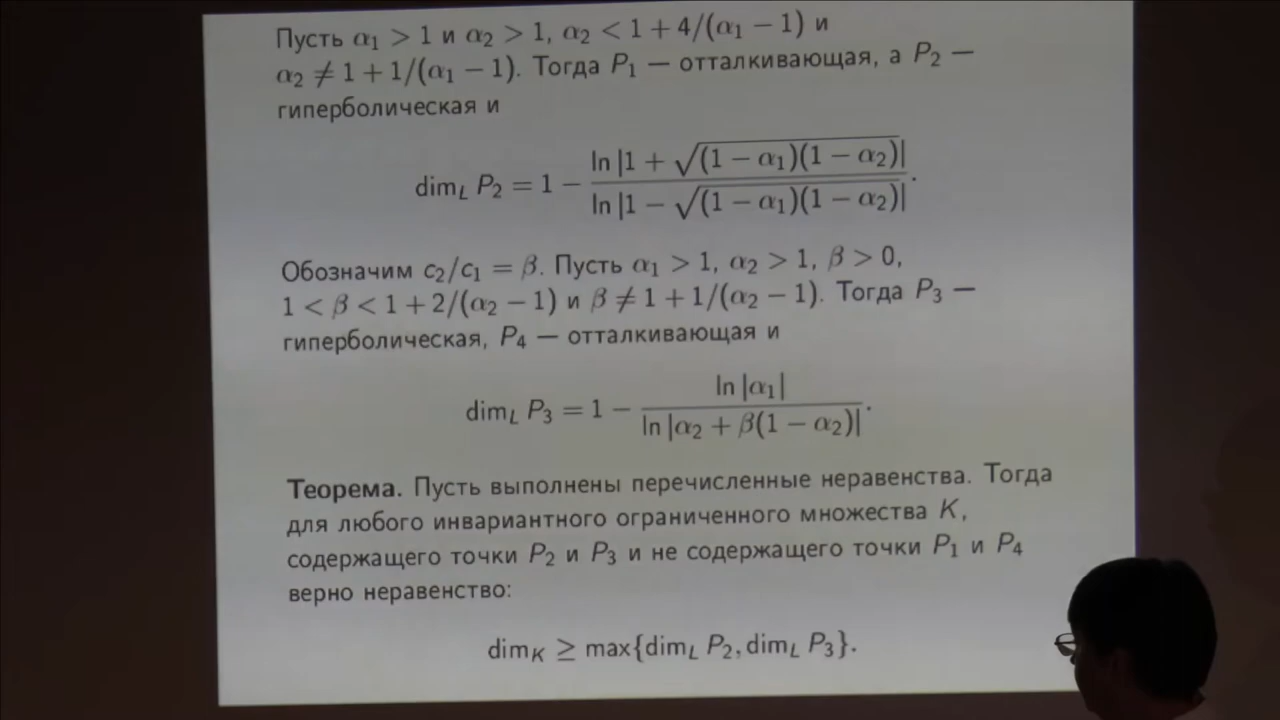 Пусть α₁ > 1 и α₂ > 1, α₂ < 1 + 4/(α₁ − 1) и
α₂ ≠ 1 + 1/(α₁ − 1). Тогда P₁ — отталкивающая, а P₂ —
гиперболическая и
dim_L P₂ = 1 − ln |1 + √((1 − α₁)(1 − α₂))| / ln |1 − √((1 − α₁)(1 − α₂))|.
Обозначим c₂/c₁ = β. Пусть α₁ > 1, α₂ > 1, β > 0,
1 < β < 1 + 2/(α₂ − 1) и β ≠ 1 + 1/(α₂ − 1). Тогда P₃ —
гиперболическая, P₄ — отталкивающая и
dim_L P₃ = 1 − ln |α₁| / ln |α₂ + β(1 − α₂)|.
Теорема. Пусть выполнены перечисленные неравенства. Тогда
для любого инвариантного ограниченного множества K,
содержащего точки P₂ и P₃ и не содержащего точки P₁ и P₄
верно неравенство:
dim_K ≥ max{dim_L P₂, dim_L P₃}.